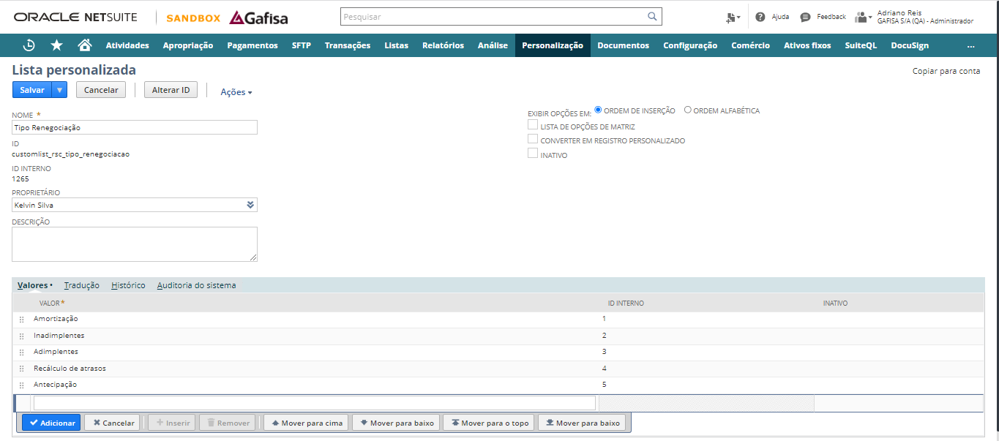 ORACLE NETSUITE SANDBOX Gafisa Pesquisar Ajuda Feedback Adriano Reis
GAFISA S/A (QA) - Administrador
Atividades Apropriação Pagamentos SFTP Transações Listas Relatórios Análise Personalização Documentos Configuração Comércio Ativos fixos SuiteQL DocuSign ...
Lista personalizada
Copiar para conta
Salvar Cancelar Alterar ID Ações
NOME *
Tipo Renegociação
ID
customlist_rsc_tipo_renegociacao
ID INTERNO
1265
PROPRIETÁRIO
Kelvin Silva
DESCRIÇÃO
EXIBIR OPÇÕES EM: ORDEM DE INSERÇÃO ORDEM ALFABÉTICA
LISTA DE OPÇÕES DE MATRIZ
CONVERTER EM REGISTRO PERSONALIZADO
INATIVO
Valores • Tradução Histórico Auditoria do sistema
VALOR * ID INTERNO INATIVO
Amortização 1
Inadimplentes 2
Adimplentes 3
Recálculo de atrasos 4
Antecipação 5
Adicionar Cancelar Inserir Remover Mover para cima Mover para baixo Mover para o topo Mover para baixo